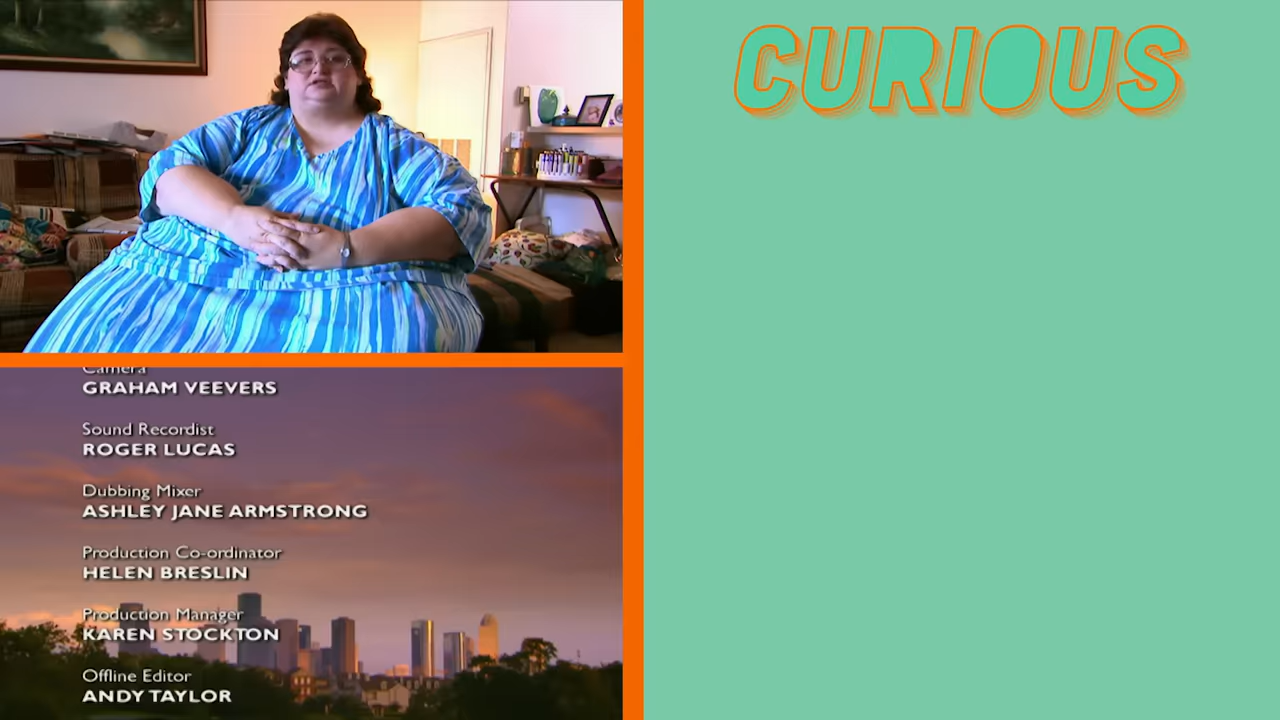 CURIOUS
Camera
GRAHAM VEEVERS
Sound Recordist
ROGER LUCAS
Dubbing Mixer
ASHLEY JANE ARMSTRONG
Production Co-ordinator
HELEN BRESLIN
Production Manager
KAREN STOCKTON
Offline Editor
ANDY TAYLOR